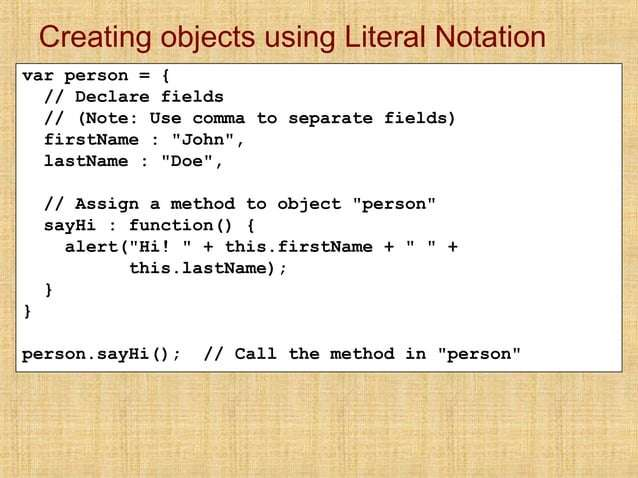 Creating objects using Literal Notation
var person = {
  // Declare fields
  // (Note: Use comma to separate fields)
  firstName : "John",
  lastName : "Doe",
  // Assign a method to object "person"
  sayHi : function() {
    alert("Hi! " + this.firstName + " " +
          this.lastName);
  }
}
person.sayHi();  // Call the method in "person"